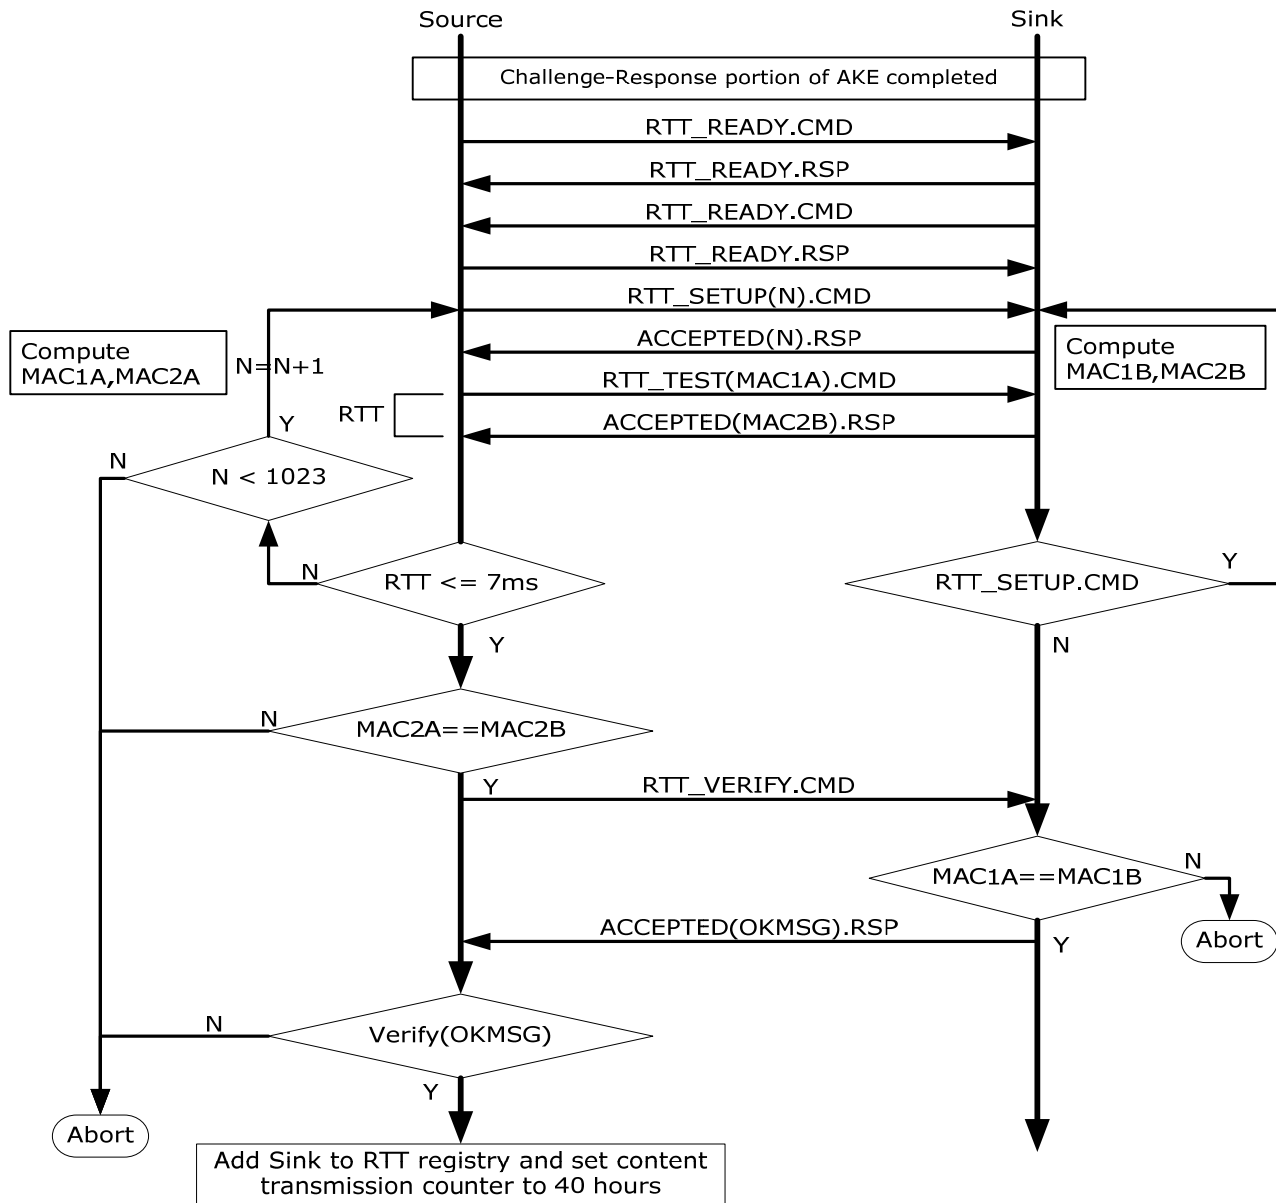 Source
Sink
Challenge-Response portion of AKE completed
RTT_READY.CMD
RTT_READY.RSP
RTT_READY.CMD
RTT_READY.RSP
RTT_SETUP(N).CMD
Compute
MAC1A,MAC2A
N=N+1
ACCEPTED(N).RSP
Compute
MAC1B,MAC2B
RTT_TEST(MAC1A).CMD
RTT
ACCEPTED(MAC2B).RSP
Y
N
N < 1023
N
RTT <= 7ms
RTT_SETUP.CMD
Y
Y
N
N
MAC2A==MAC2B
Y
RTT_VERIFY.CMD
MAC1A==MAC1B
N
ACCEPTED(OKMSG).RSP
Y
Abort
N
Verify(OKMSG)
Y
Abort
Add Sink to RTT registry and set content
transmission counter to 40 hours